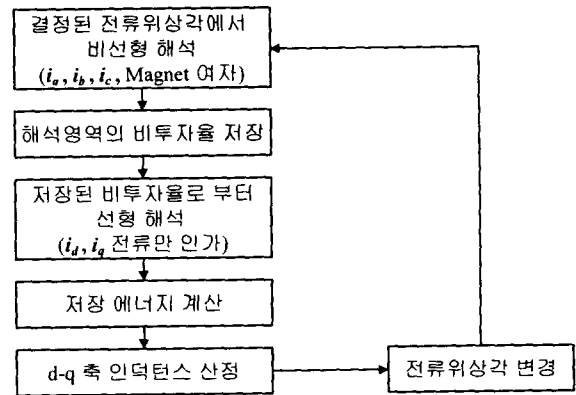 결정된 전류위상각에서
비선형 해석
(i_a, i_b, i_c, Magnet 여자)
해석영역의 비투자율 저장
저장된 비투자율로 부터
선형 해석
(i_d, i_q 전류만 인가)
저장 에너지 계산
d-q 축 인덕턴스 산정
전류위상각 변경